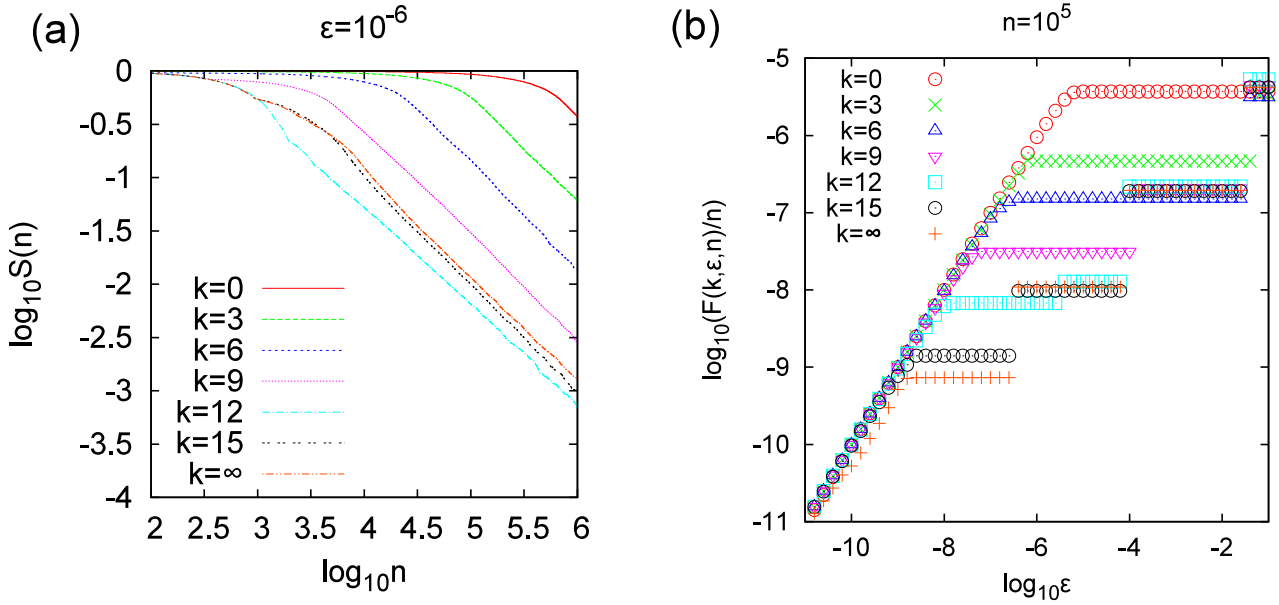 (a)
ε=10-6
log10S(n)
0
-0.5
-1
-1.5
-2
-2.5
-3
-3.5
-4
k=0
k=3
k=6
k=9
k=12
k=15
k=∞
2 2.5 3 3.5 4 4.5 5 5.5 6
log10n
(b)
n=10^5
log10(F(k,ε,n)/n)
-5
-6
-7
-8
-9
-10
-11
k=0
k=3
k=6
k=9
k=12
k=15
k=∞
-10 -8 -6 -4 -2
log10ε